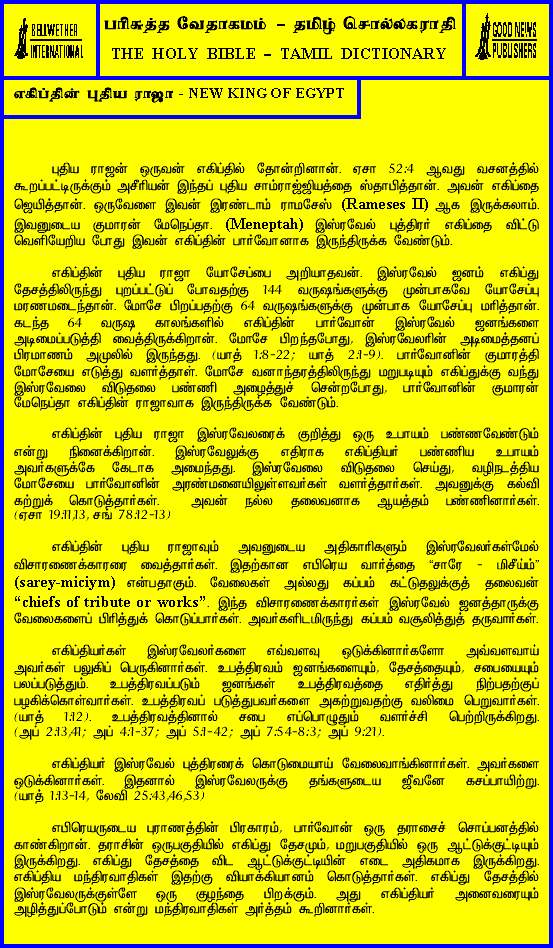 BELLWETHER
INTERNATIONAL
பரிசுத்த வேதாகமம் – தமிழ் சொல்லகராதி
THE HOLY BIBLE – TAMIL DICTIONARY
GOOD NEWS
PUBLISHERS
எகிப்தின் புதிய ராஜா - NEW KING OF EGYPT
புதிய ராஜன் ஒருவன் எகிப்தில் தோன்றினான். ஏசா 52:4 ஆவது வசனத்தில்
கூறப்பட்டிருக்கும் அசீரியன் இந்தப் புதிய சாம்ராஜ்ஜியத்தை ஸ்தாபித்தான். அவன் எகிப்தை
ஜெயித்தான். ஒருவேளை இவன் இரண்டாம் ராமசேஸ் (Rameses II) ஆக இருக்கலாம்.
இவனுடைய குமாரன் மேநெப்தா. (Meneptah) இஸ்ரவேல் புத்திரர் எகிப்தை விட்டு
வெளியேறிய போது இவன் எகிப்தின் பார்வோனாக இருந்திருக்க வேண்டும்.
எகிப்தின் புதிய ராஜா யோசேப்பை அறியாதவன். இஸ்ரவேல் ஜனம் எகிப்து
தேசத்திலிருந்து புறப்பட்டுப் போவதற்கு 144 வருஷங்களுக்கு முன்பாகவே யோசேப்பு
மரணமடைந்தான். மோசே பிறப்பதற்கு 64 வருஷங்களுக்கு முன்பாக யோசேப்பு மரித்தான்.
கடந்த 64 வருஷ காலங்களில் எகிப்தின் பார்வோன் இஸ்ரவேல் ஜனங்களை
அடிமைப்படுத்தி வைத்திருக்கிறான். மோசே பிறந்தபோது, இஸ்ரவேலரின் அடிமைத்தனப்
பிரமாணம் அமுலில் இருந்தது. (யாத் 1:8-22; யாத் 2:1-9). பார்வோனின் குமாரத்தி
மோசேயை எடுத்து வளர்த்தாள். மோசே வனாந்தரத்திலிருந்து மறுபடியும் எகிப்துக்கு வந்து
இஸ்ரவேலை விடுதலை பண்ணி அழைத்துச் சென்றபோது, பார்வோனின் குமாரன்
மேநெப்தா எகிப்தின் ராஜாவாக இருந்திருக்க வேண்டும்.
எகிப்தின் புதிய ராஜா இஸ்ரவேலரைக் குறித்து ஒரு உபாயம் பண்ணவேண்டும்
என்று நினைக்கிறான். இஸ்ரவேலுக்கு எதிராக எகிப்தியர் பண்ணிய உபாயம்
அவர்களுக்கே கேடாக அமைந்தது. இஸ்ரவேலை விடுதலை செய்து, வழிநடத்திய
மோசேயை பார்வோனின் அரண்மனையிலுள்ளவர்கள் வளர்த்தார்கள். அவனுக்கு கல்வி
கற்றுக் கொடுத்தார்கள். அவன் நல்ல தலைவனாக ஆயத்தம் பண்ணினார்கள்.
(ஏசா 19:11,13, சங் 78:12-13)
எகிப்தின் புதிய ராஜாவும் அவனுடைய அதிகாரிகளும் இஸ்ரவேலர்கள்மேல்
விசாரணைக்காரரை வைத்தார்கள். இதற்கான எபிரெய வார்த்தை “சாரே - மிசீய்ம்”
(sarey-miciym) என்பதாகும். வேலைகள் அல்லது கப்பம் கட்டுதலுக்குத் தலைவன்
“chiefs of tribute or works”. இந்த விசாரணைக்காரர்கள் இஸ்ரவேல் ஜனத்தாருக்கு
வேலைகளைப் பிரித்துக் கொடுப்பார்கள். அவர்களிடமிருந்து கப்பம் வசூலித்துத் தருவார்கள்.
எகிப்தியர்கள் இஸ்ரவேலர்களை எவ்வளவு ஒடுக்கினார்களோ அவ்வளவாய்
அவர்கள் பலுகிப் பெருகினார்கள். உபத்திரவம் ஜனங்களையும், தேசத்தையும், சபையையும்
பலப்படுத்தும். உபத்திரவப்படும் ஜனங்கள் உபத்திரவத்தை எதிர்த்து நிற்பதற்குப்
பழகிக்கொள்வார்கள். உபத்திரவப் படுத்துபவர்களை அகற்றுவதற்கு வலிமை பெறுவார்கள்.
(யாத் 1:12). உபத்திரவத்தினால் சபை எப்பொழுதும் வளர்ச்சி பெற்றிருக்கிறது.
(அப் 2:13,41; அப் 4:1-37; அப் 5:1-42; அப் 7:54-8:3; அப் 9:21).
எகிப்தியர் இஸ்ரவேல் புத்திரரைக் கொடுமையாய் வேலைவாங்கினார்கள். அவர்களை
ஒடுக்கினார்கள். இதனால் இஸ்ரவேலருக்கு தங்களுடைய ஜீவனே கசப்பாயிற்று.
(யாத் 1:13-14, லேவி 25:43,46,53)
எபிரெயருடைய புராணத்தின் பிரகாரம், பார்வோன் ஒரு தராசைச் சொப்பனத்தில்
காண்கிறான். தராசின் ஒருபகுதியில் எகிப்து தேசமும், மறுபகுதியில் ஒரு ஆட்டுக்குட்டியும்
இருக்கிறது. எகிப்து தேசத்தை விட ஆட்டுக்குட்டியின் எடை அதிகமாக இருக்கிறது.
எகிப்திய மந்திரவாதிகள் இதற்கு வியாக்கியானம் கொடுத்தார்கள். எகிப்து தேசத்தில்
இஸ்ரவேலருக்குள்ளே ஒரு குழந்தை பிறக்கும். அது எகிப்தியர் அனைவரையும்
அழித்துப்போடும் என்று மந்திரவாதிகள் அர்த்தம் கூறினார்கள்.